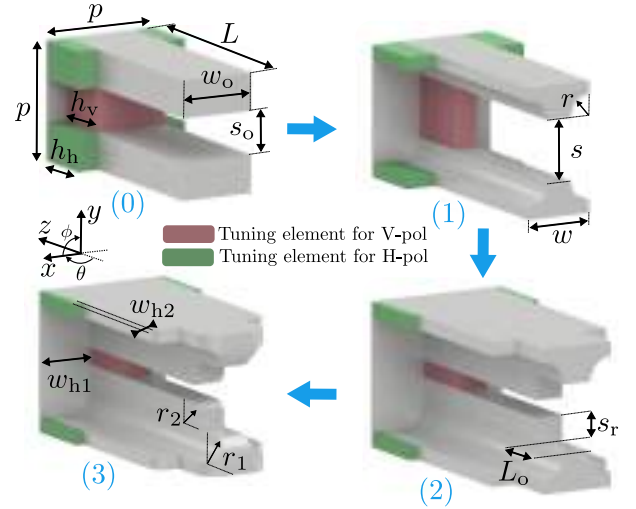 p
L
w_o
p
h_v
s_o
h_h
(0)
r
s
w
(1)
y
z
ϕ
x
θ
Tuning element for V-pol
Tuning element for H-pol
w_h2
w_h1
r_2
r_1
(3)
s_r
L_o
(2)